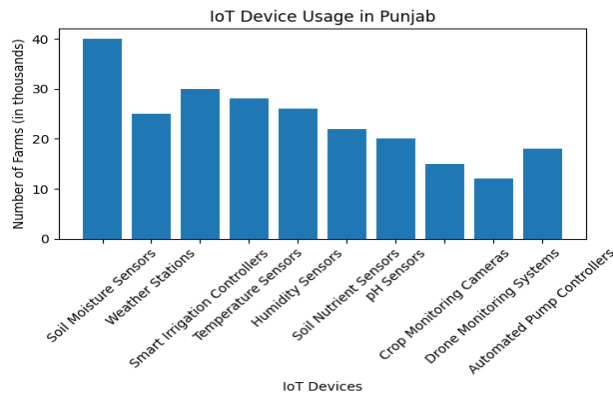 IoT Device Usage in Punjab
Number of Farms (in thousands)
40
30
20
10
0
Soil Moisture Sensors
Weather Stations
Smart Irrigation Controllers
Temperature Sensors
Humidity Sensors
Soil Nutrient Sensors
pH Sensors
Crop Monitoring Cameras
Drone Monitoring Systems
Automated Pump Controllers
IoT Devices